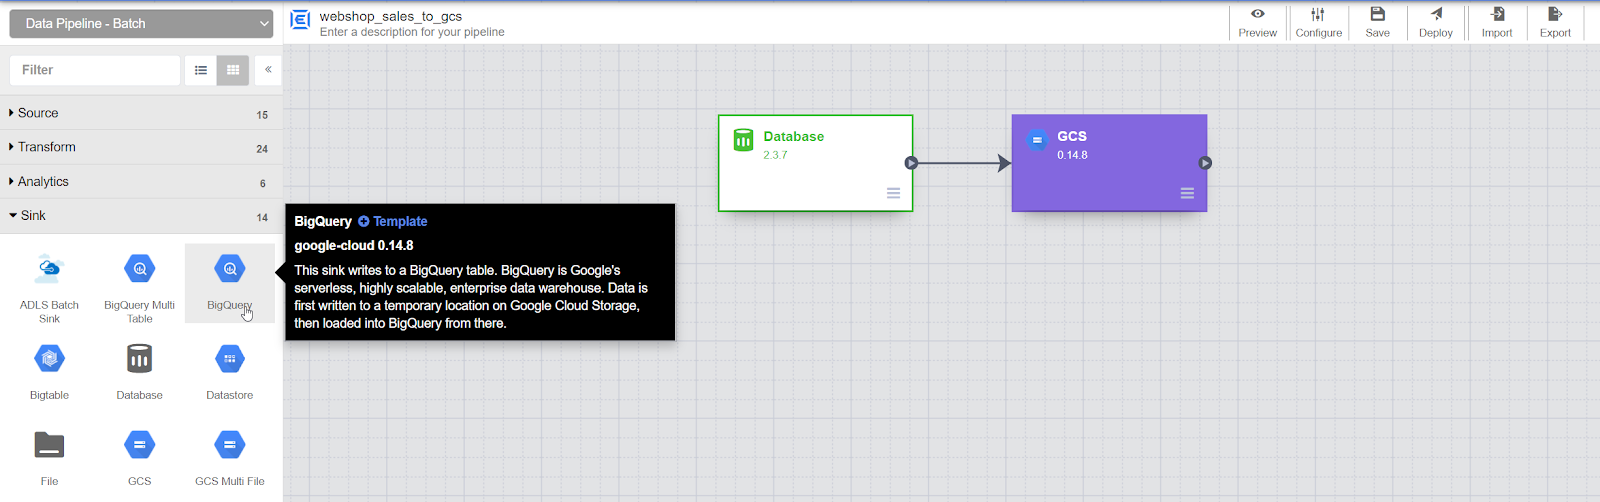 Data Pipeline - Batch
webshop_sales_to_gcs
Enter a description for your pipeline
Preview
Configure
Save
Deploy
Import
Export
Filter
Source 15
Transform 24
Analytics 6
Sink 14
ADLS Batch
Sink
BigQuery Multi
Table
BigQuery
Bigtable
Database
Datastore
File
GCS
GCS Multi File
BigQuery Template
google-cloud 0.14.8
This sink writes to a BigQuery table. BigQuery is Google's
serverless, highly scalable, enterprise data warehouse. Data is
first written to a temporary location on Google Cloud Storage,
then loaded into BigQuery from there.
Database
2.3.7
GCS
0.14.8